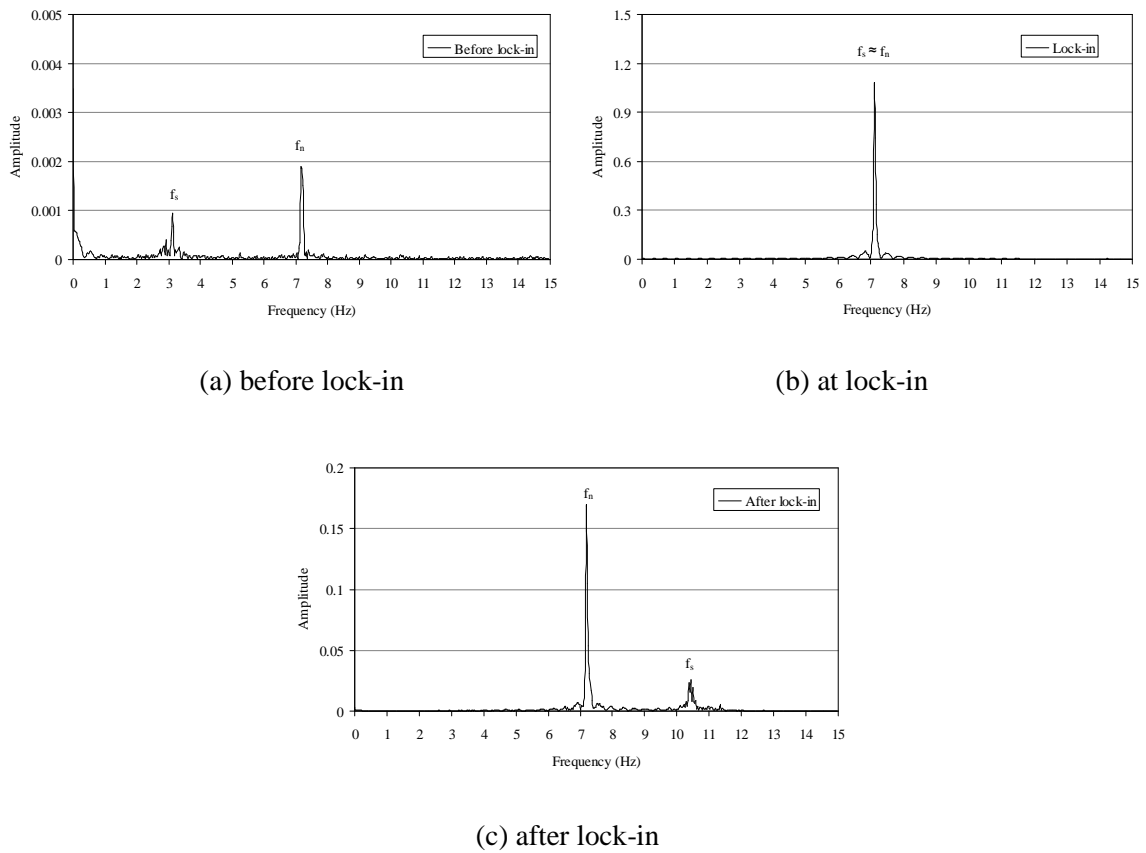 0.005
0.004
0.003
0.002
0.001
0
Amplitude
Before lock-in
fₛ
fₙ
0 1 2 3 4 5 6 7 8 9 10 11 12 13 14 15
Frequency (Hz)
(a) before lock-in
1.5
1.2
0.9
0.6
0.3
0
Amplitude
Lock-in
fₛ ≈ fₙ
0 1 2 3 4 5 6 7 8 9 10 11 12 13 14 15
Frequency (Hz)
(b) at lock-in
0.2
0.15
0.1
0.05
0
Amplitude
After lock-in
fₙ
fₛ
0 1 2 3 4 5 6 7 8 9 10 11 12 13 14 15
Frequency (Hz)
(c) after lock-in